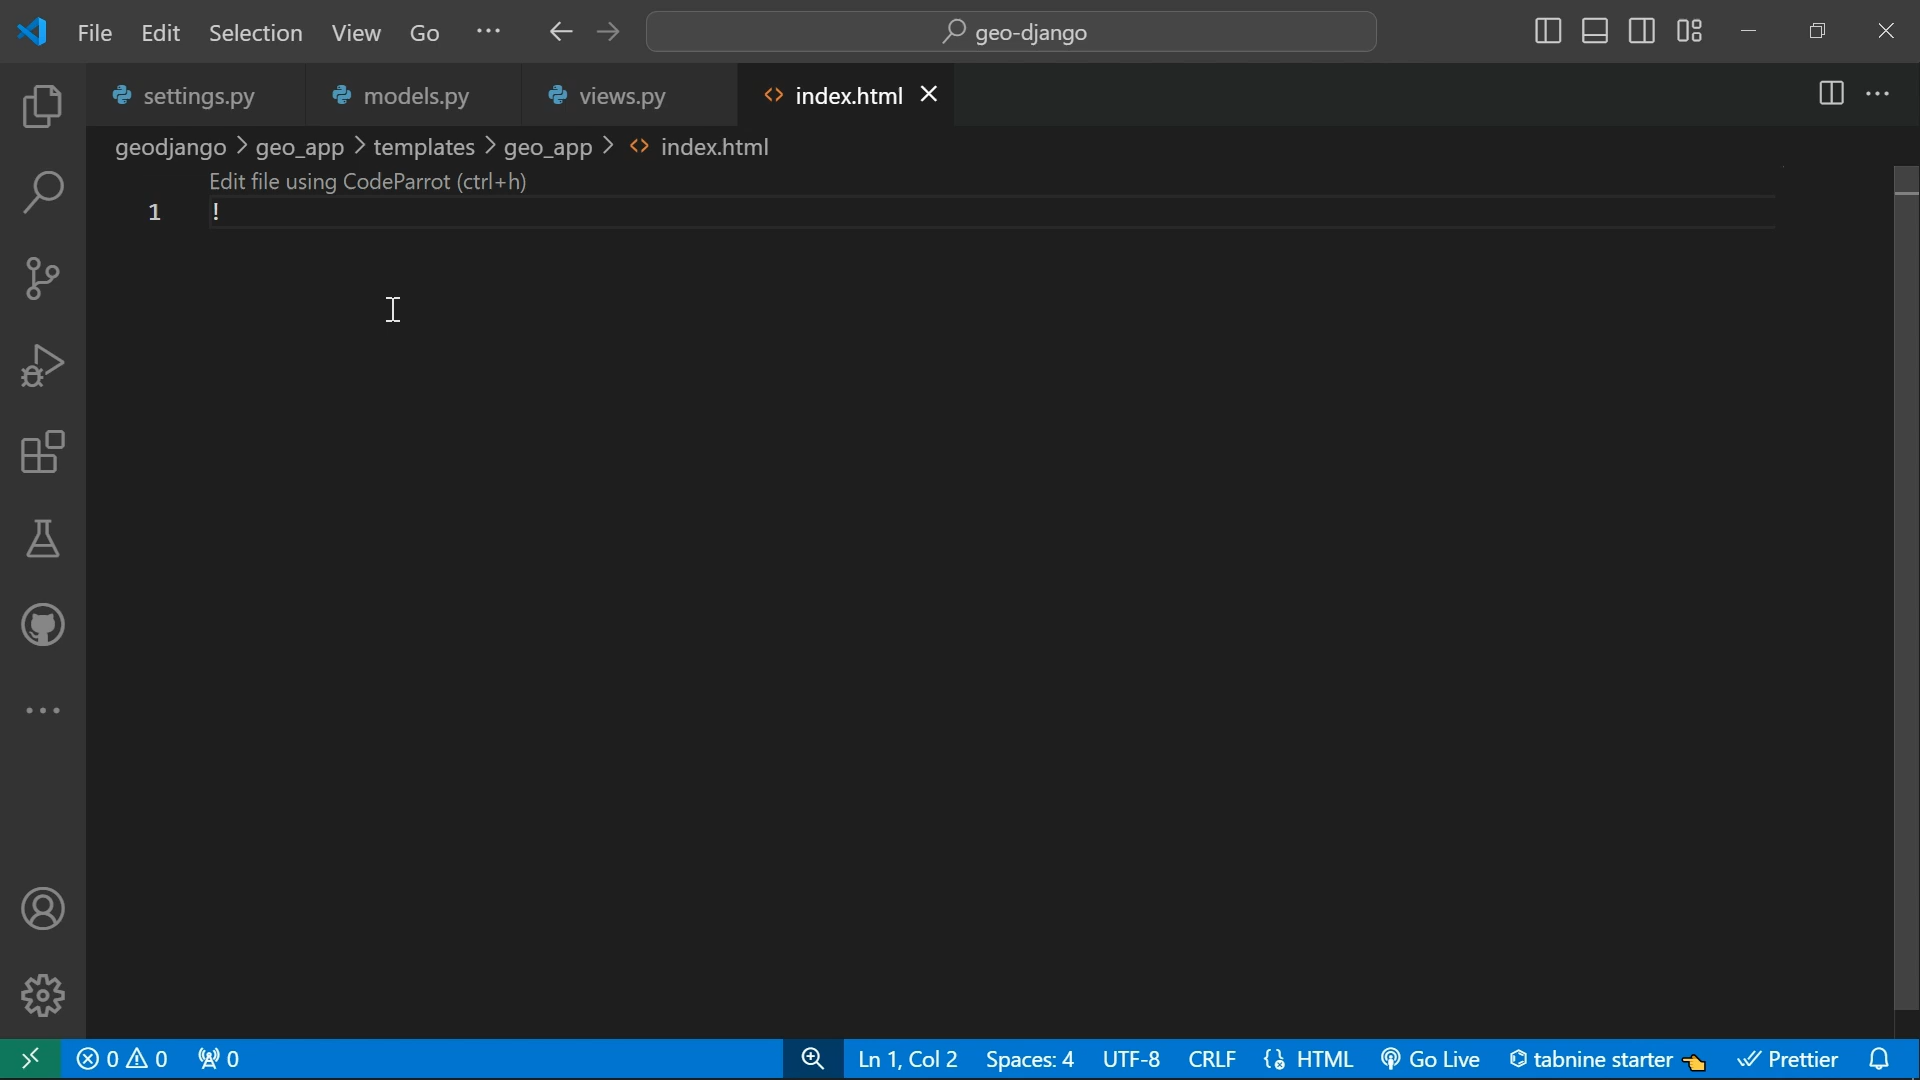 File Edit Selection View Go ··· geo-django
settings.py models.py views.py index.html
geodjango > geo_app > templates > geo_app > index.html
Edit file using CodeParrot (ctrl+h)
1 !
0 0 0 Ln 1, Col 2 Spaces: 4 UTF-8 CRLF {} HTML Go Live tabnine starter Prettier